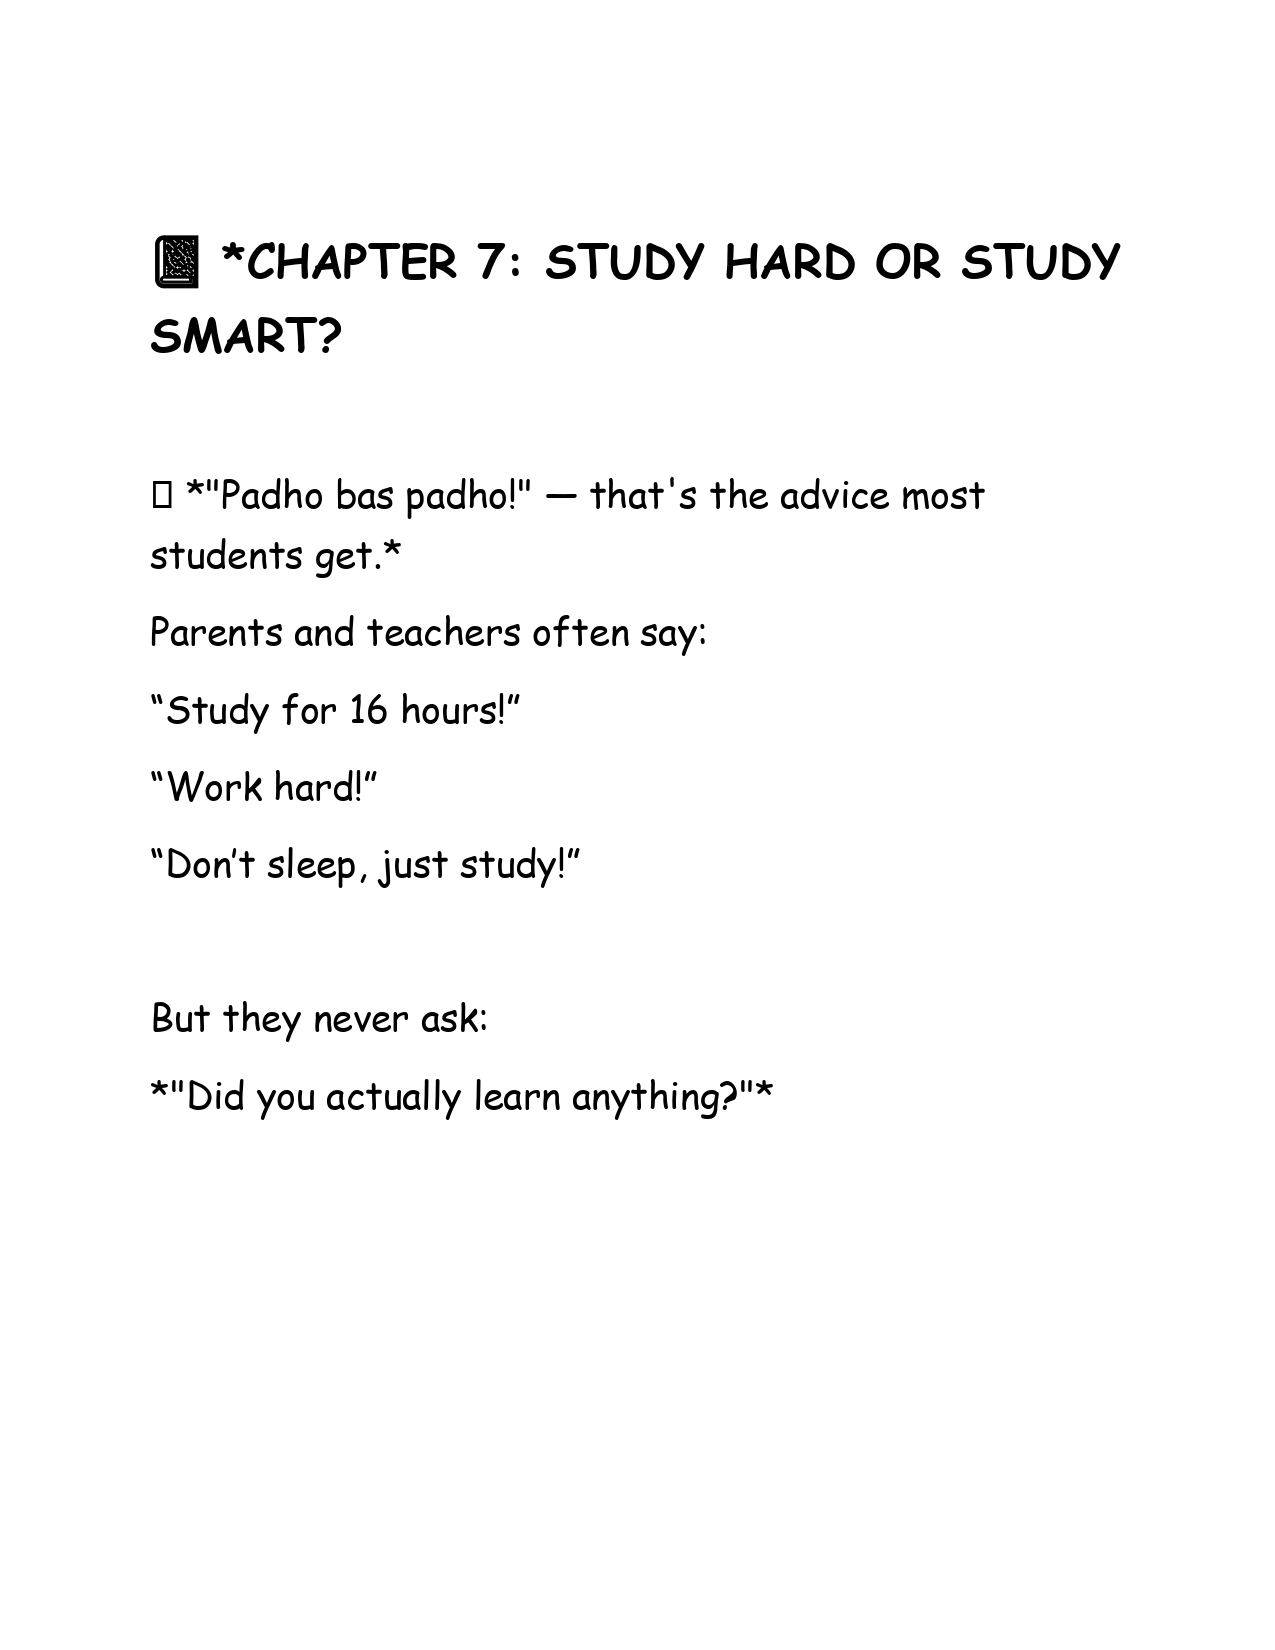 📓 *CHAPTER 7: STUDY HARD OR STUDY
SMART?
*"Padho bas padho!" — that's the advice most
students get.*
Parents and teachers often say:
“Study for 16 hours!”
“Work hard!”
“Don’t sleep, just study!”
But they never ask:
*"Did you actually learn anything?"*